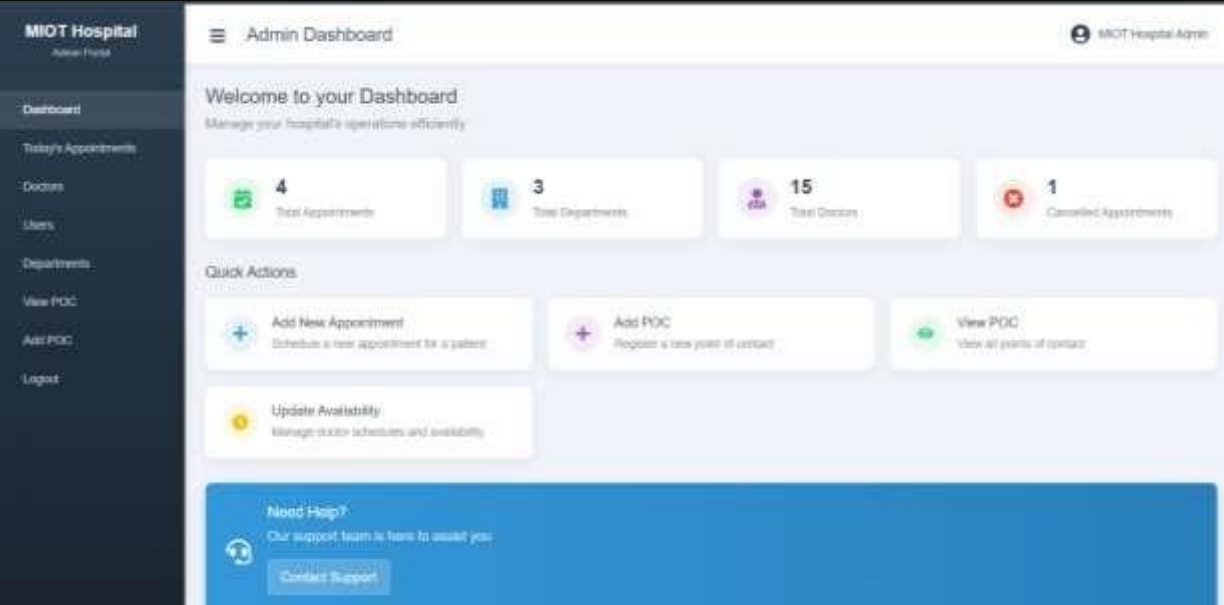 MIOT Hospital
Admin Portal
Dashboard
Today's Appointments
Doctors
Users
Departments
View POC
Add POC
Logout
Admin Dashboard
MIOT Hospital Admin
Welcome to your Dashboard
Manage your hospital's operations efficiently
4
Total Appointments
3
Total Departments
15
Total Doctors
1
Cancelled Appointments
Quick Actions
Add New Appointment
Schedule a new appointment for a patient
Add POC
Register a new point of contact
View POC
View all points of contact
Update Availability
Manage doctor schedules and availability
Need Help?
Our support team is here to assist you
Contact Support